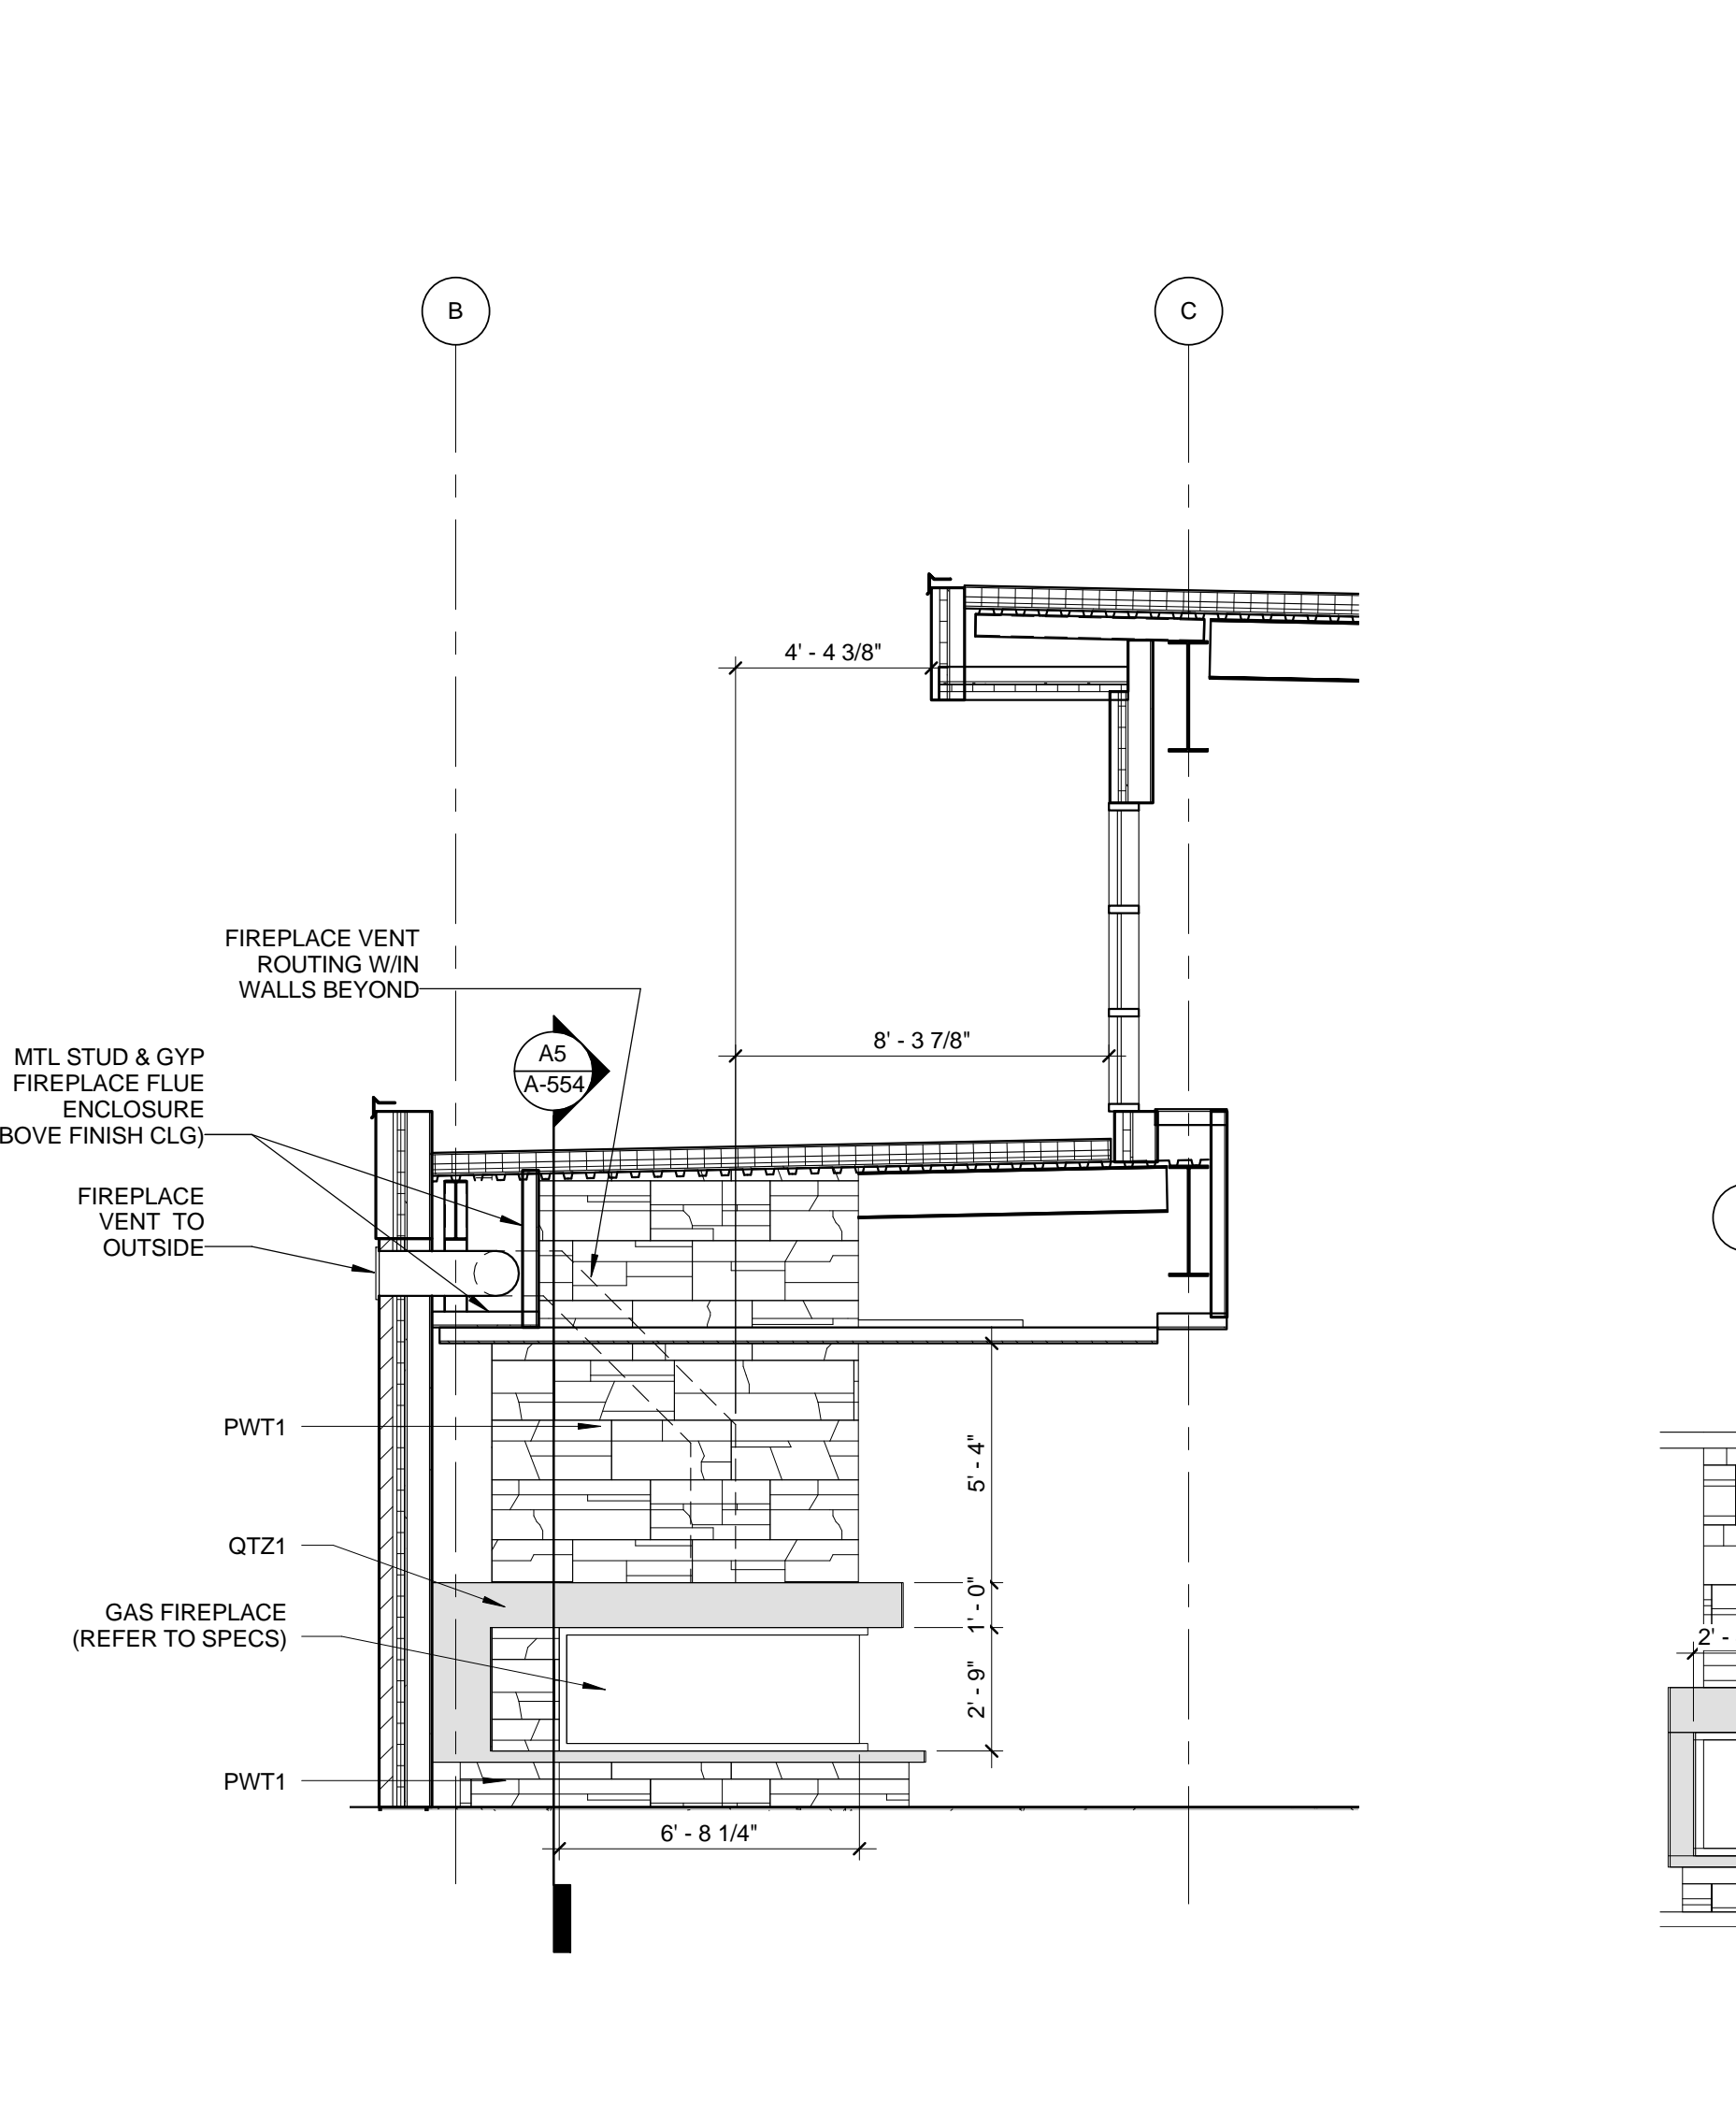 B
C
4' - 4 3/8"
FIREPLACE VENT
ROUTING W/IN
WALLS BEYOND
8' - 3 7/8"
A5
A-554
MTL STUD & GYP
FIREPLACE FLUE
ENCLOSURE
BOVE FINISH CLG)
FIREPLACE
VENT TO
OUTSIDE
PWT1
5' - 4"
QTZ1
1' - 0"
GAS FIREPLACE
(REFER TO SPECS)
2' - 9"
2' -
PWT1
6' - 8 1/4"